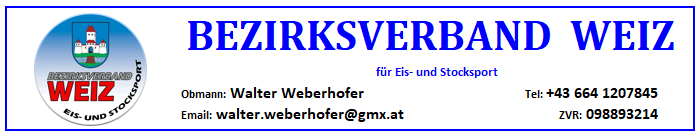 BEZIRKSVERBAND WEIZ
für Eis- und Stocksport
Obmann: Walter Weberhofer Tel: +43 664 1207845
Email: walter.weberhofer@gmx.at ZVR: 098893214
BEZIRKSVERBAND
WEIZ
EIS- UND STOCKSPORT